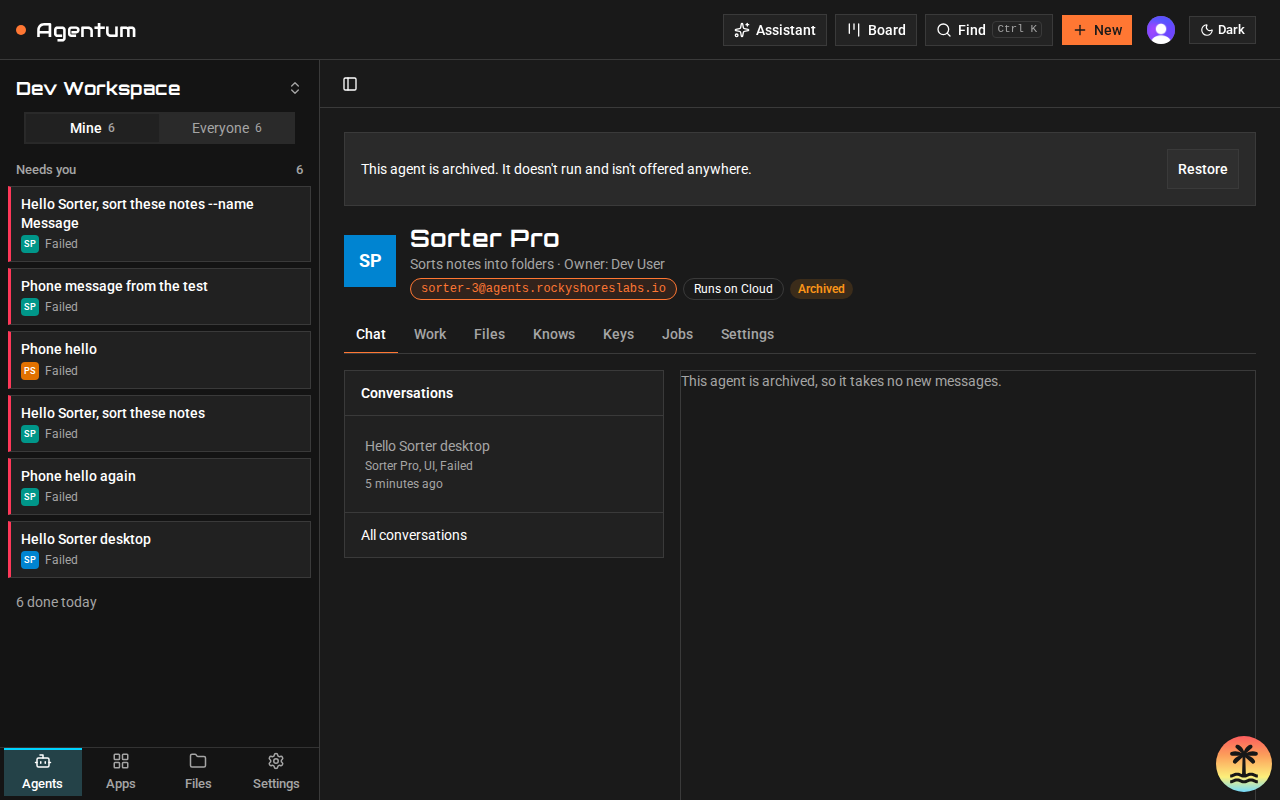 Agentum
Assistant
Board
Find Ctrl K
New
Dark
Dev Workspace
Mine 6
Everyone 6
Needs you 6
Hello Sorter, sort these notes --name
Message
SP Failed
Phone message from the test
SP Failed
Phone hello
PS Failed
Hello Sorter, sort these notes
SP Failed
Phone hello again
SP Failed
Hello Sorter desktop
SP Failed
6 done today
Agents
Apps
Files
Settings
This agent is archived. It doesn't run and isn't offered anywhere.
Restore
SP
Sorter Pro
Sorts notes into folders · Owner: Dev User
sorter-3@agents.rockyshoreslabs.io
Runs on Cloud
Archived
Chat
Work
Files
Knows
Keys
Jobs
Settings
Conversations
Hello Sorter desktop
Sorter Pro, UI, Failed
5 minutes ago
All conversations
This agent is archived, so it takes no new messages.